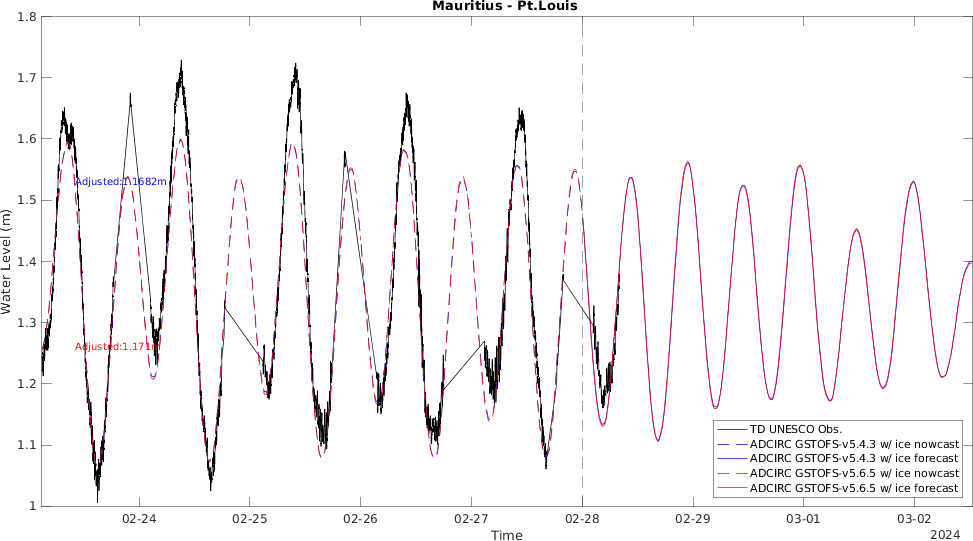 Mauritius - Pt.Louis
1.8
1.7
1.6
1.5
1.4
1.3
1.2
1.1
1
Water Level (m)
Adjusted:1.1682m
Adjusted:1.171m
TD UNESCO Obs.
ADCIRC GSTOFS-v5.4.3 w/ ice nowcast
ADCIRC GSTOFS-v5.4.3 w/ ice forecast
ADCIRC GSTOFS-v5.6.5 w/ ice nowcast
ADCIRC GSTOFS-v5.6.5 w/ ice forecast
02-24 02-25 02-26 02-27 02-28 02-29 03-01 03-02
Time
2024